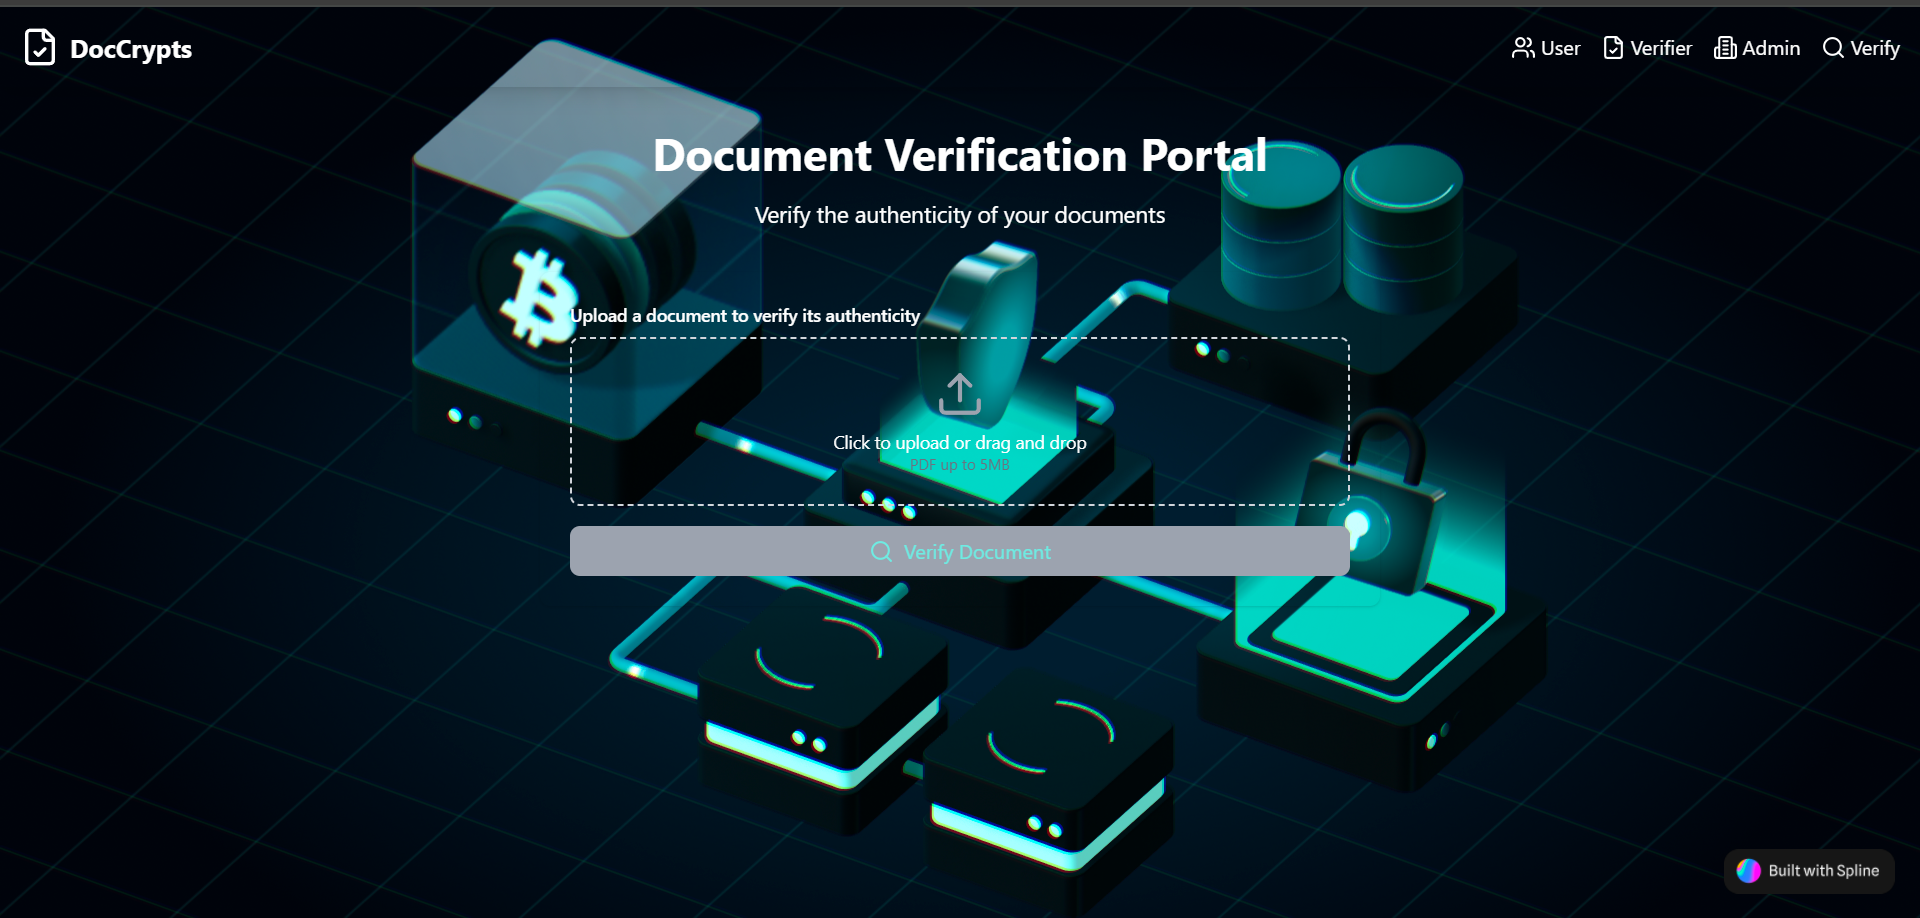 DocCrypts
User
Verifier
Admin
Verify
Document Verification Portal
Verify the authenticity of your documents
Upload a document to verify its authenticity
Click to upload or drag and drop
PDF up to 5MB
Verify Document
Built with Spline